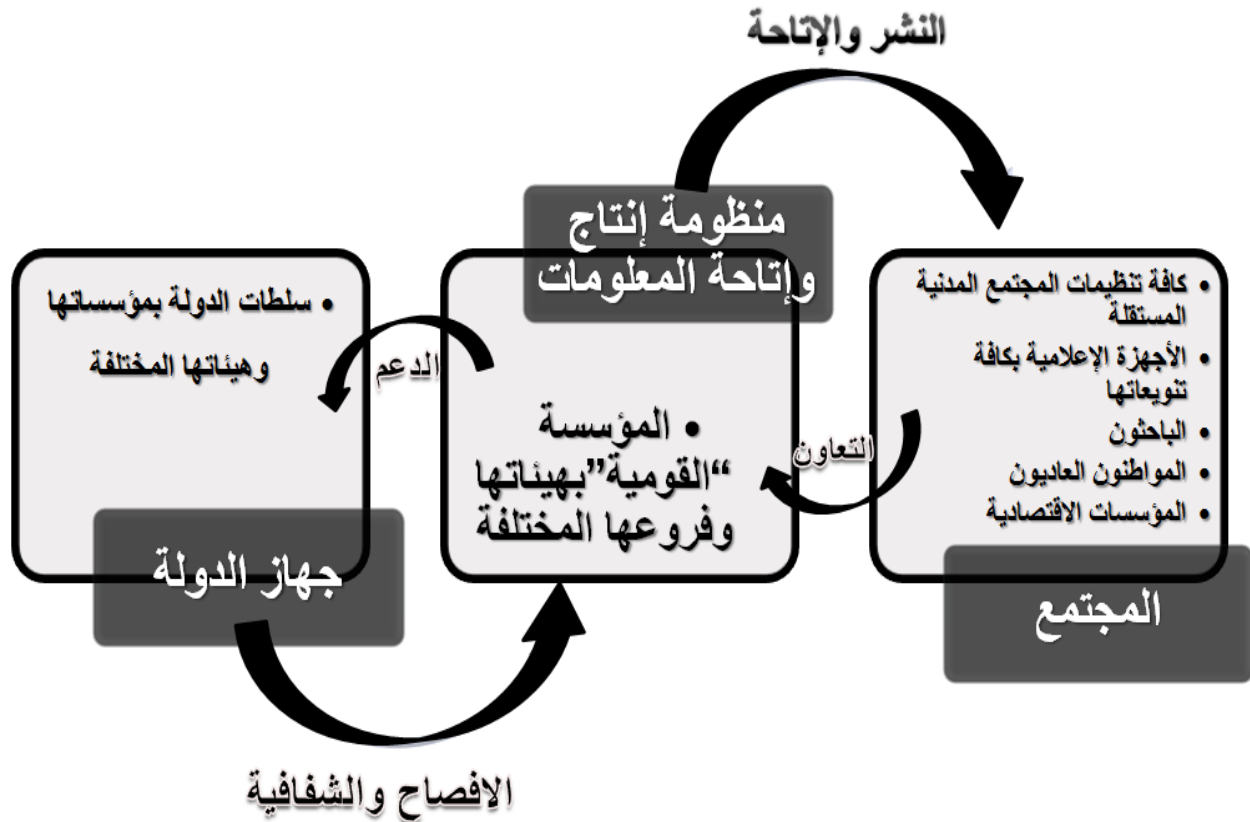 النشر والإتاحة
كافة تنظيمات المجتمع المدنية
المستقلة
الأجهزة الإعلامية بكافة
تنويعاتها
الباحثون
المواطنون العاديون
المؤسسات الاقتصادية
المجتمع
التعاون
منظومة إنتاج
وإتاحة المعلومات
المؤسسة
“القومية”بهيئاتها
وفروعها المختلفة
الدعم
سلطات الدولة بمؤسساتها
وهيئاتها المختلفة
جهاز الدولة
الافصاح والشفافية